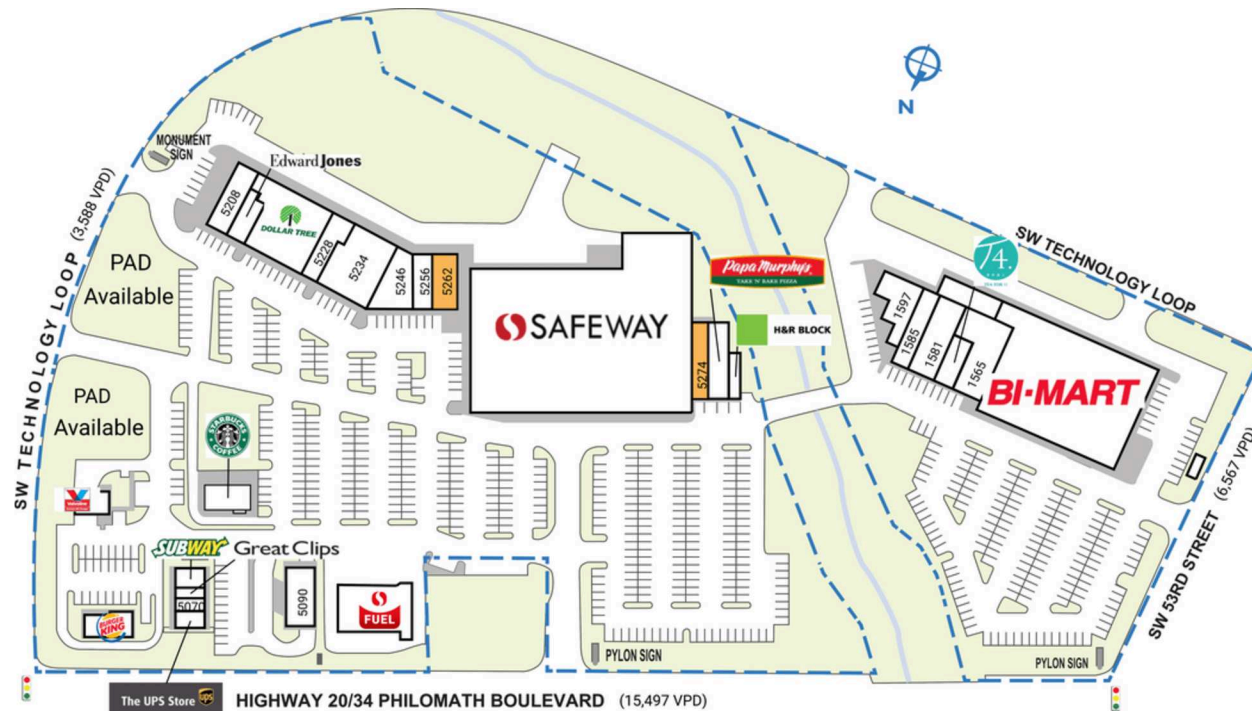 N
MONUMENT
SIGN
Edward Jones
5208
DOLLAR TREE
5228
5234
5246
5256
5262
SW TECHNOLOGY LOOP (3,588 VPD)
PAD
Available
PAD
Available
SAFEWAY
Papa Murphy's
TAKE 'N' BAKE PIZZA
H&R BLOCK
5274
74
SW TECHNOLOGY LOOP
1597
1585
1581
1565
BI-MART
STARBUCKS
COFFEE
SUBWAY
Great Clips
5070
5090
FUEL
BURGER
KING
The UPS Store ups
PYLON SIGN
PYLON SIGN
SW 53RD STREET (6,567 VPD)
HIGHWAY 20/34 PHILOMATH BOULEVARD (15,497 VPD)